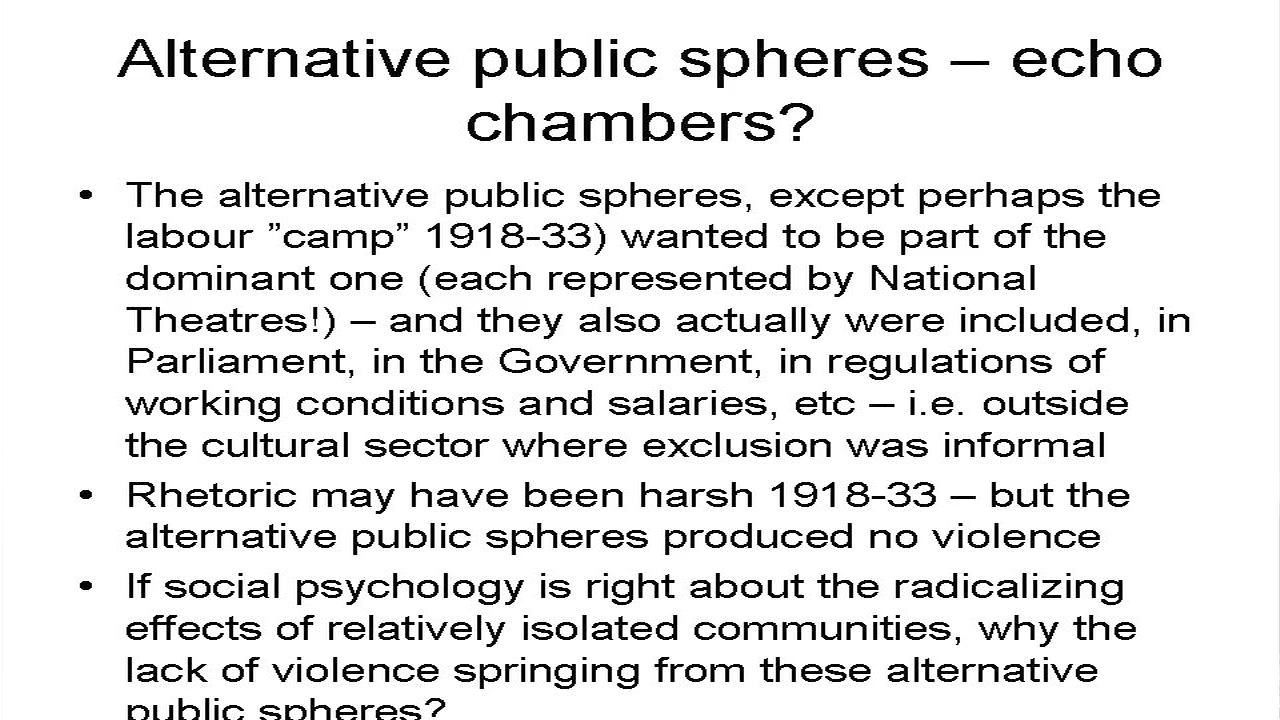 Alternative public spheres – echo
chambers?
• The alternative public spheres, except perhaps the
labour ”camp” 1918-33) wanted to be part of the
dominant one (each represented by National
Theatres!) – and they also actually were included, in
Parliament, in the Government, in regulations of
working conditions and salaries, etc – i.e. outside
the cultural sector where exclusion was informal
• Rhetoric may have been harsh 1918-33 – but the
alternative public spheres produced no violence
• If social psychology is right about the radicalizing
effects of relatively isolated communities, why the
lack of violence springing from these alternative
public spheres?